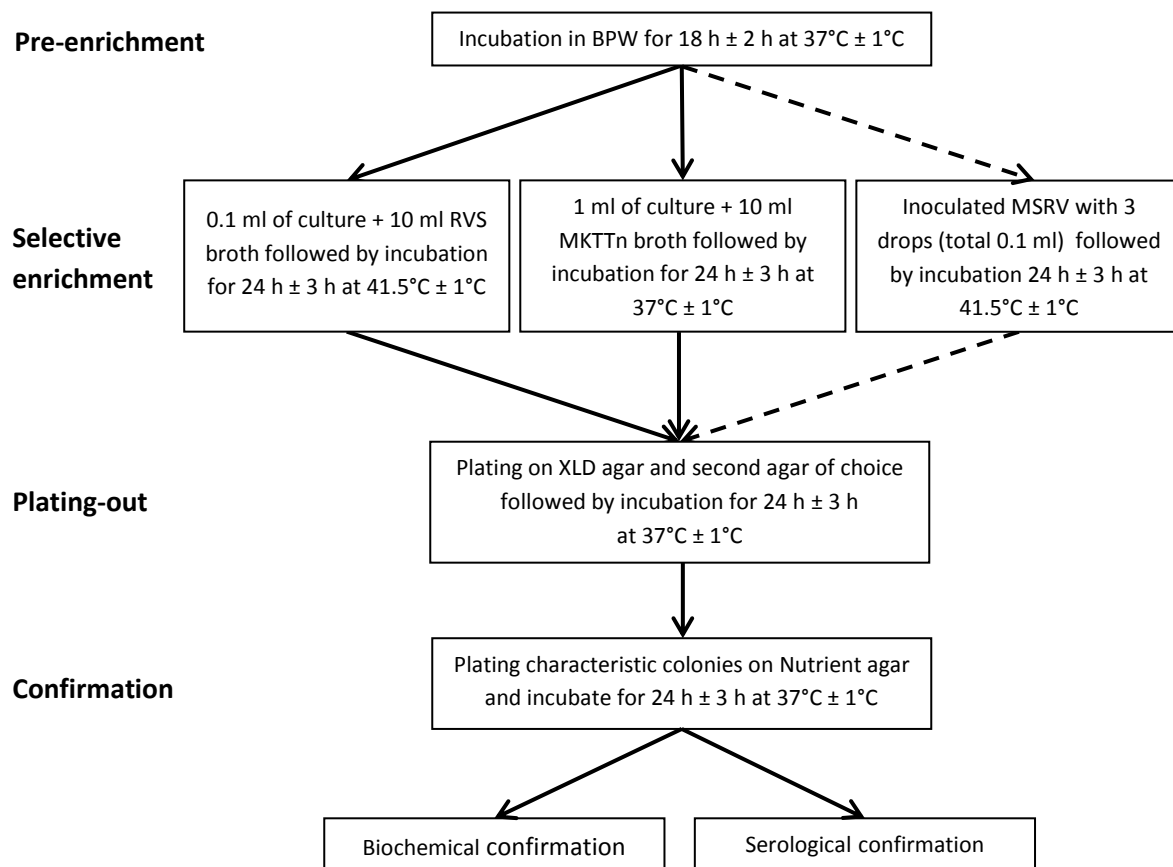 Pre-enrichment
Incubation in BPW for 18 h ± 2 h at 37°C ± 1°C
Selective
enrichment
0.1 ml of culture + 10 ml RVS
broth followed by incubation
for 24 h ± 3 h at 41.5°C ± 1°C
1 ml of culture + 10 ml
MKTTn broth followed by
incubation for 24 h ± 3 h at
37°C ± 1°C
Inoculated MSRV with 3
drops (total 0.1 ml) followed
by incubation 24 h ± 3 h at
41.5°C ± 1°C
Plating-out
Plating on XLD agar and second agar of choice
followed by incubation for 24 h ± 3 h
at 37°C ± 1°C
Confirmation
Plating characteristic colonies on Nutrient agar
and incubate for 24 h ± 3 h at 37°C ± 1°C
Biochemical confirmation
Serological confirmation